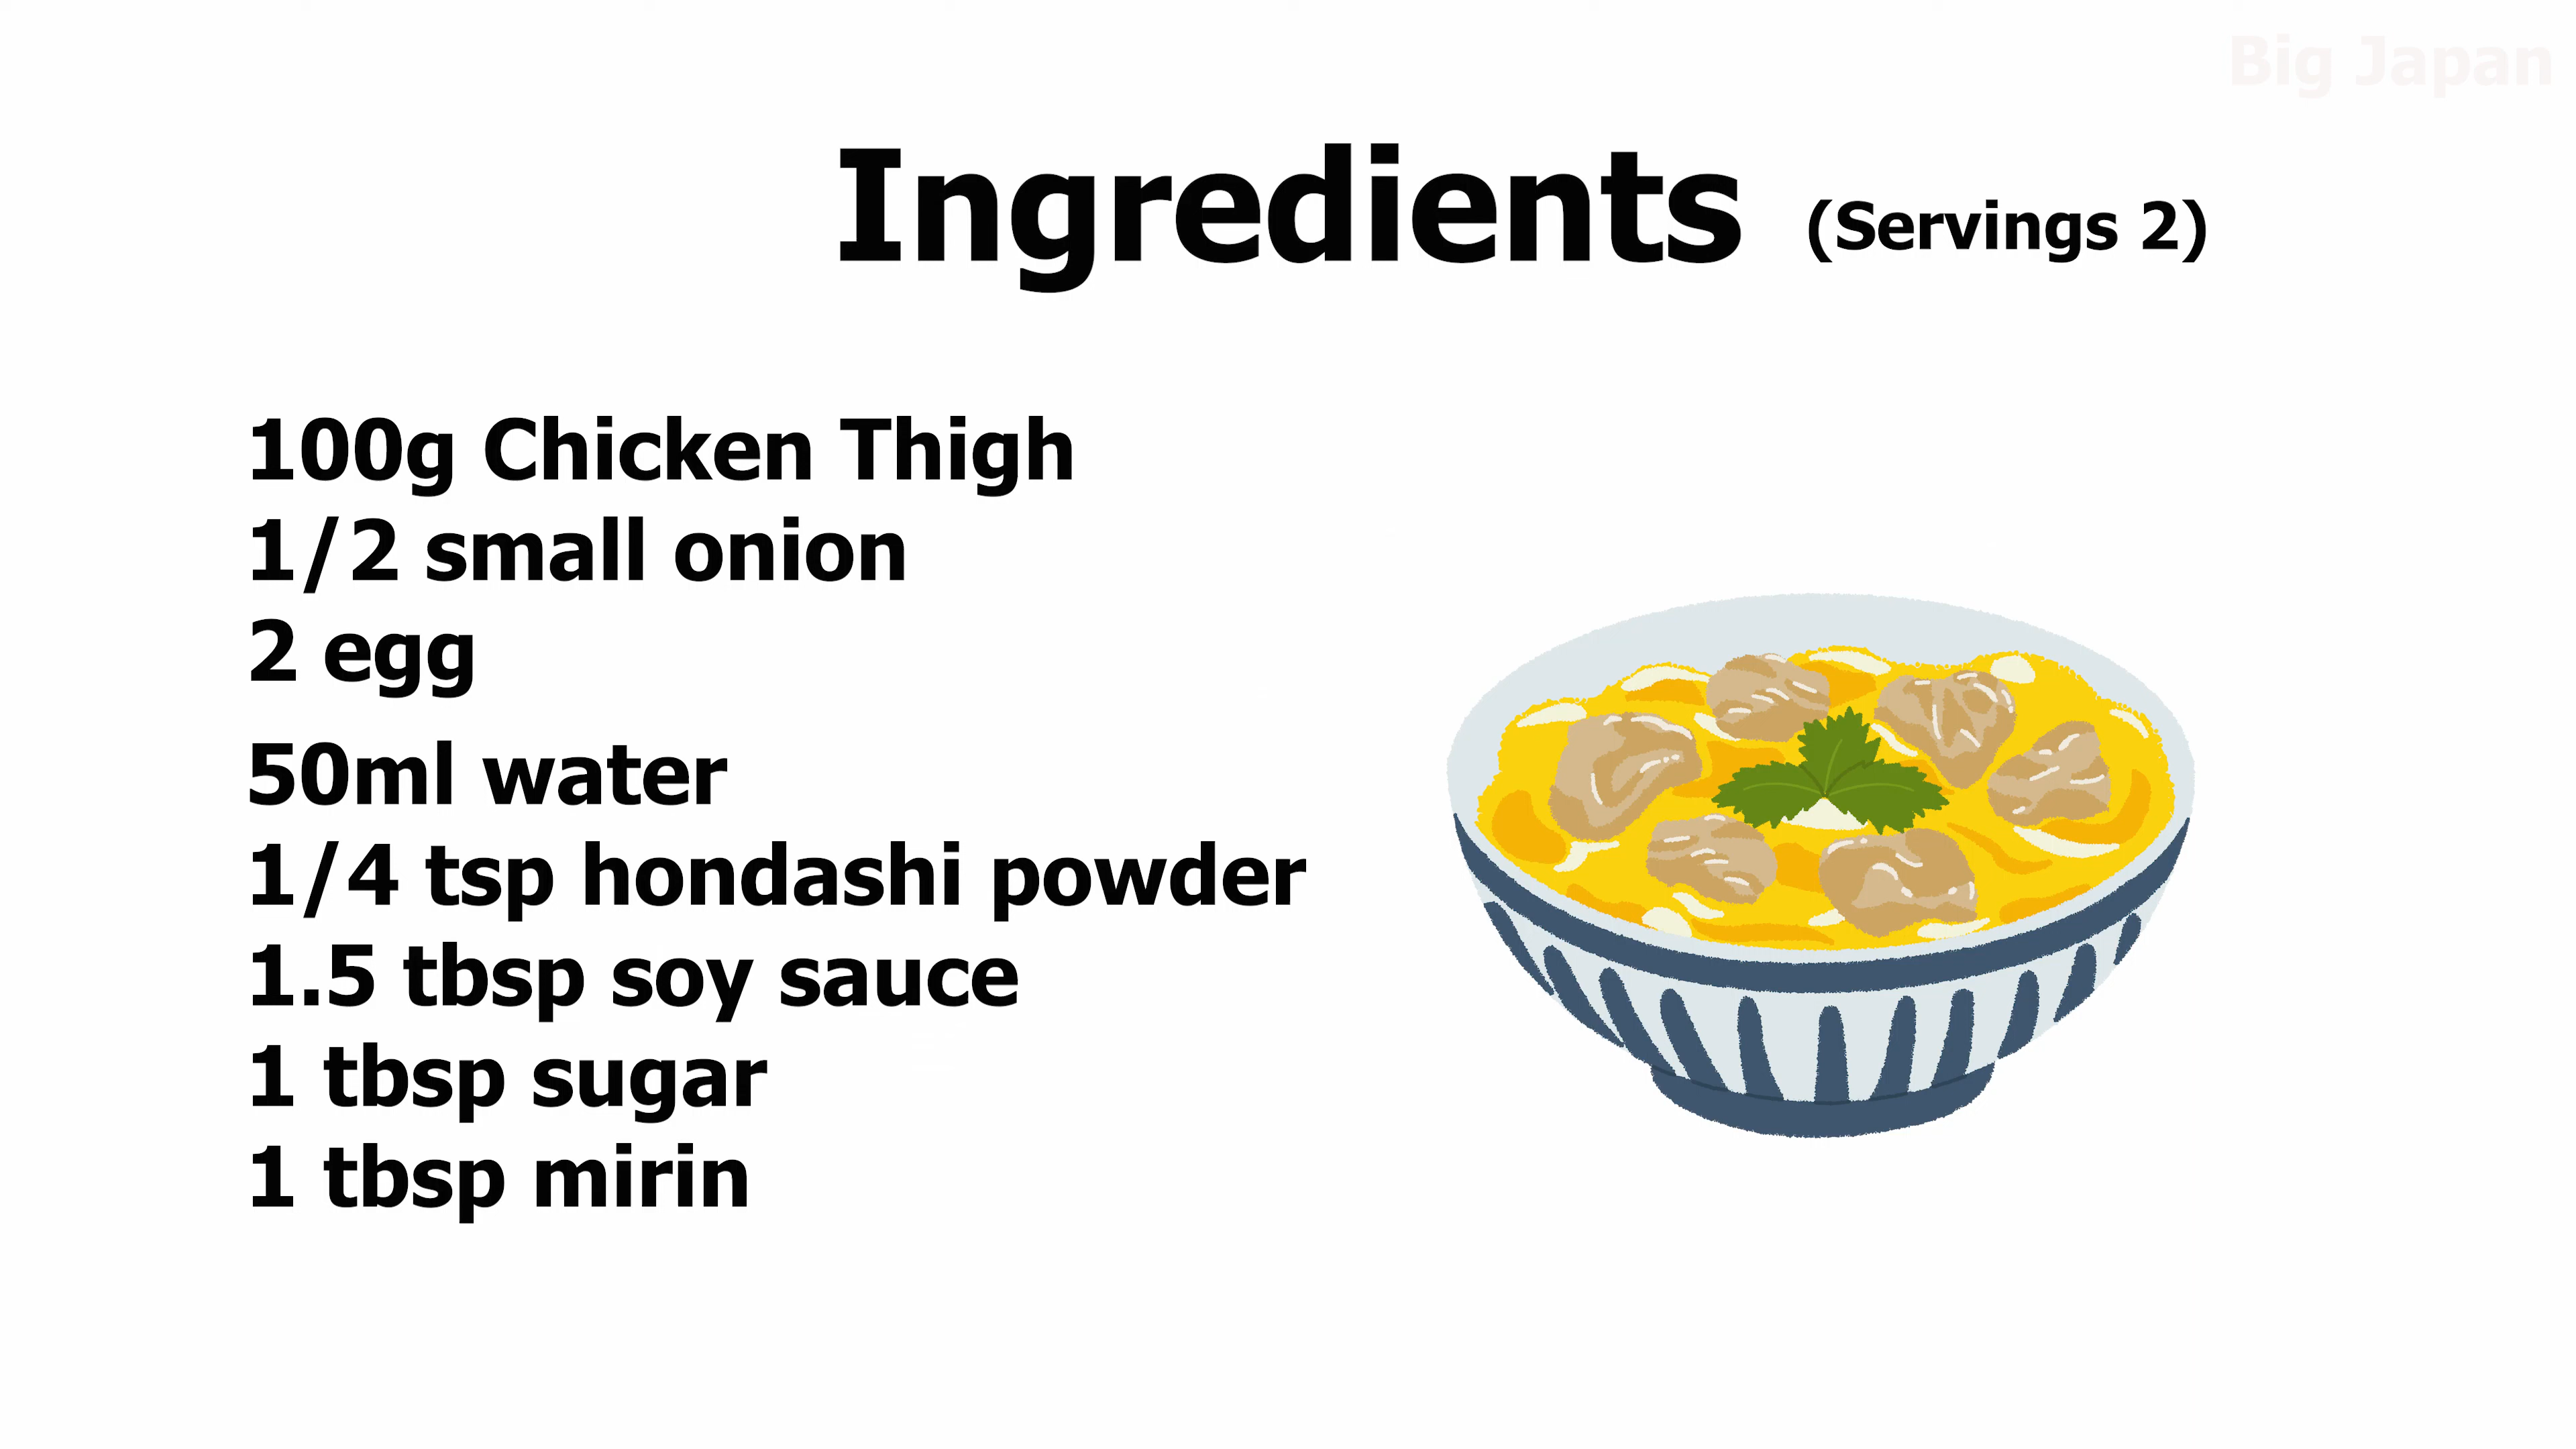 Big Japan
Ingredients (Servings 2)
100g Chicken Thigh
1/2 small onion
2 egg
50ml water
1/4 tsp hondashi powder
1.5 tbsp soy sauce
1 tbsp sugar
1 tbsp mirin